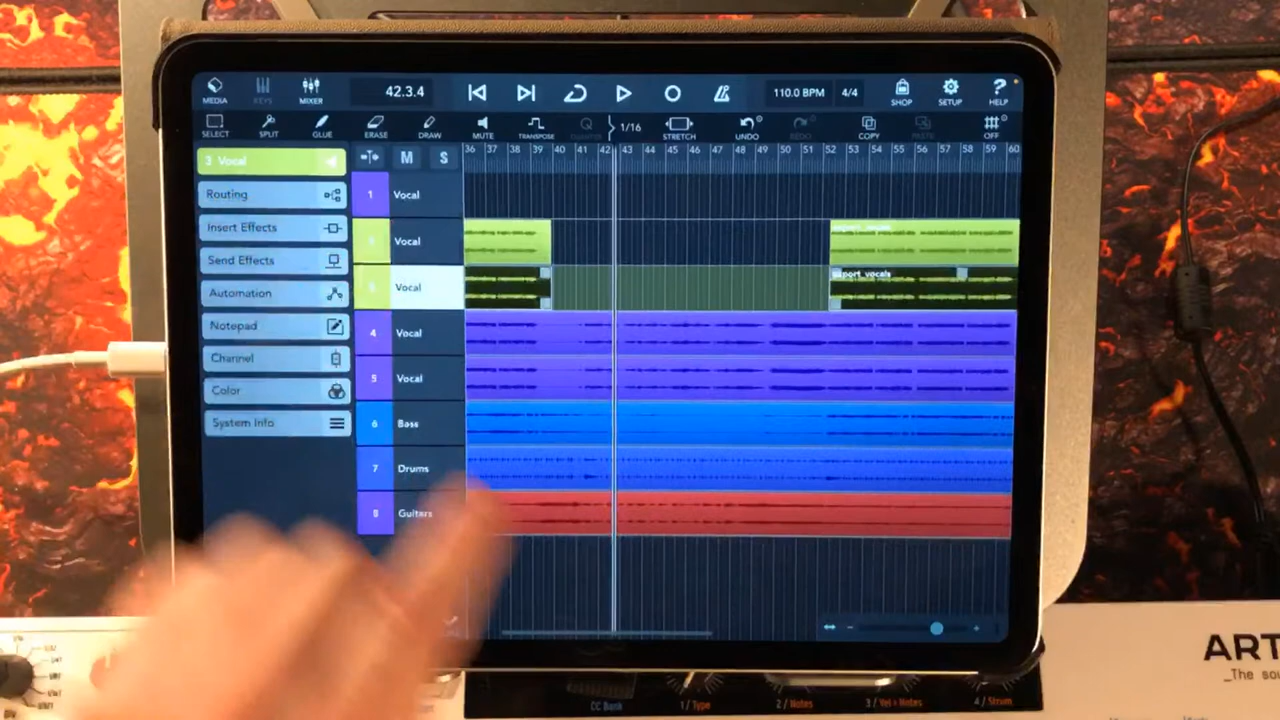 MEDIA KEYS MIXER 42.3.4 110.0 BPM 4/4 SHOP SETUP ? HELP
SELECT SPLIT GLUE ERASE DRAW MUTE TRANSPOSE 1/16 STRETCH UNDO REDO COPY PASTE OFF
3 Vocal
M S
36 37 38 39 40 41 42 43 44 45 46 47 48 49 50 51 52 53 54 55 56 57 58 59 60
Routing
1 Vocal
Insert Effects
Vocal
Send Effects
Vocal
export_vocals
Automation
Notepad
4 Vocal
Channel
5 Vocal
Color
System Info
6 Bass
7 Drums
8 Guitars
ART
_The sou
CC Bank
1 / Type
2 / Notes
3 / Vel > Notes
4 / Strum